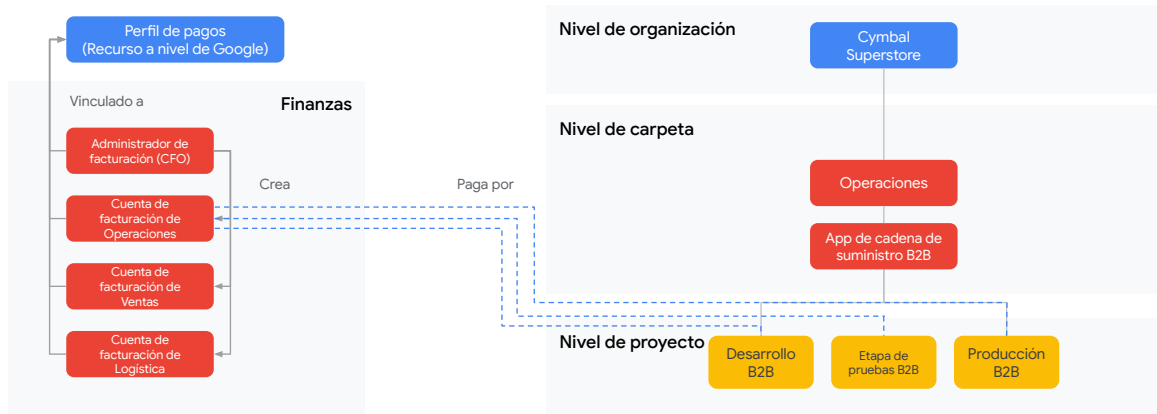 Perfil de pagos
(Recurso a nivel de Google)
Vinculado a
Finanzas
Administrador de
facturación (CFO)
Crea
Cuenta de
facturación de
Operaciones
Cuenta de
facturación de
Ventas
Cuenta de
facturación de
Logística
Paga por
Nivel de organización
Cymbal
Superstore
Nivel de carpeta
Operaciones
App de cadena de
suministro B2B
Nivel de proyecto
Desarrollo
B2B
Etapa de
pruebas B2B
Producción
B2B